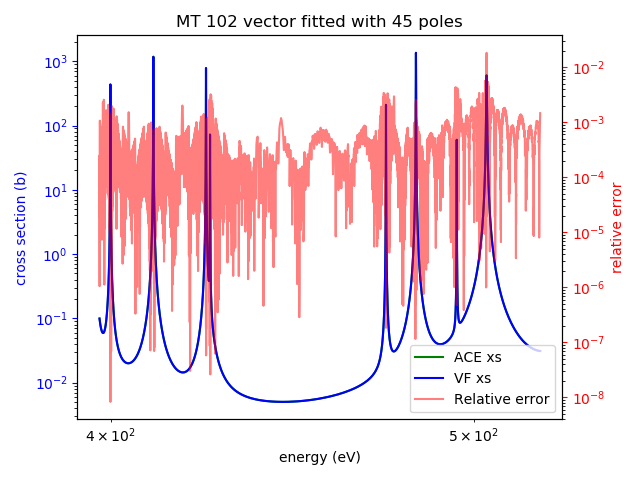 MT 102 vector fitted with 45 poles
cross section (b)
10³
10²
10¹
10⁰
10⁻¹
10⁻²
relative error
10⁻²
10⁻³
10⁻⁴
10⁻⁵
10⁻⁶
10⁻⁷
10⁻⁸
ACE xs
VF xs
Relative error
4 × 10²
5 × 10²
energy (eV)